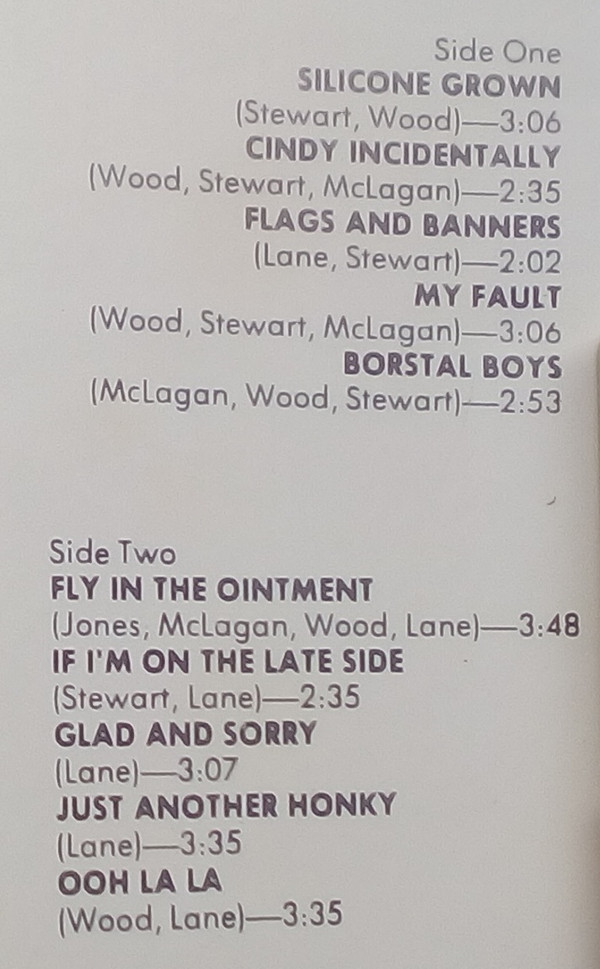 Side One
SILICONE GROWN
(Stewart, Wood)—3:06
CINDY INCIDENTALLY
(Wood, Stewart, McLagan)—2:35
FLAGS AND BANNERS
(Lane, Stewart)—2:02
MY FAULT
(Wood, Stewart, McLagan)—3:06
BORSTAL BOYS
(McLagan, Wood, Stewart)—2:53
Side Two
FLY IN THE OINTMENT
(Jones, McLagan, Wood, Lane)—3:48
IF I'M ON THE LATE SIDE
(Stewart, Lane)—2:35
GLAD AND SORRY
(Lane)—3:07
JUST ANOTHER HONKY
(Lane)—3:35
OOH LA LA
(Wood, Lane)—3:35